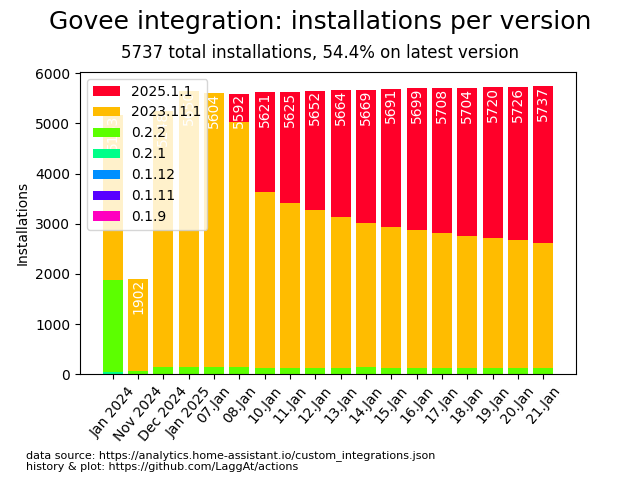 Govee integration: installations per version
5737 total installations, 54.4% on latest version
Installations
6000
5000
4000
3000
2000
1000
0
2025.1.1
2023.11.1
0.2.2
0.2.1
0.1.12
0.1.11
0.1.9
1902
5604
5592
5621
5625
5652
5664
5669
5691
5699
5708
5704
5720
5726
5737
Jan 2024
Nov 2024
Dec 2024
Jan 2025
07.Jan
08.Jan
10.Jan
11.Jan
12.Jan
13.Jan
14.Jan
15.Jan
16.Jan
17.Jan
18.Jan
19.Jan
20.Jan
21.Jan
data source: https://analytics.home-assistant.io/custom_integrations.json
history & plot: https://github.com/LaggAt/actions